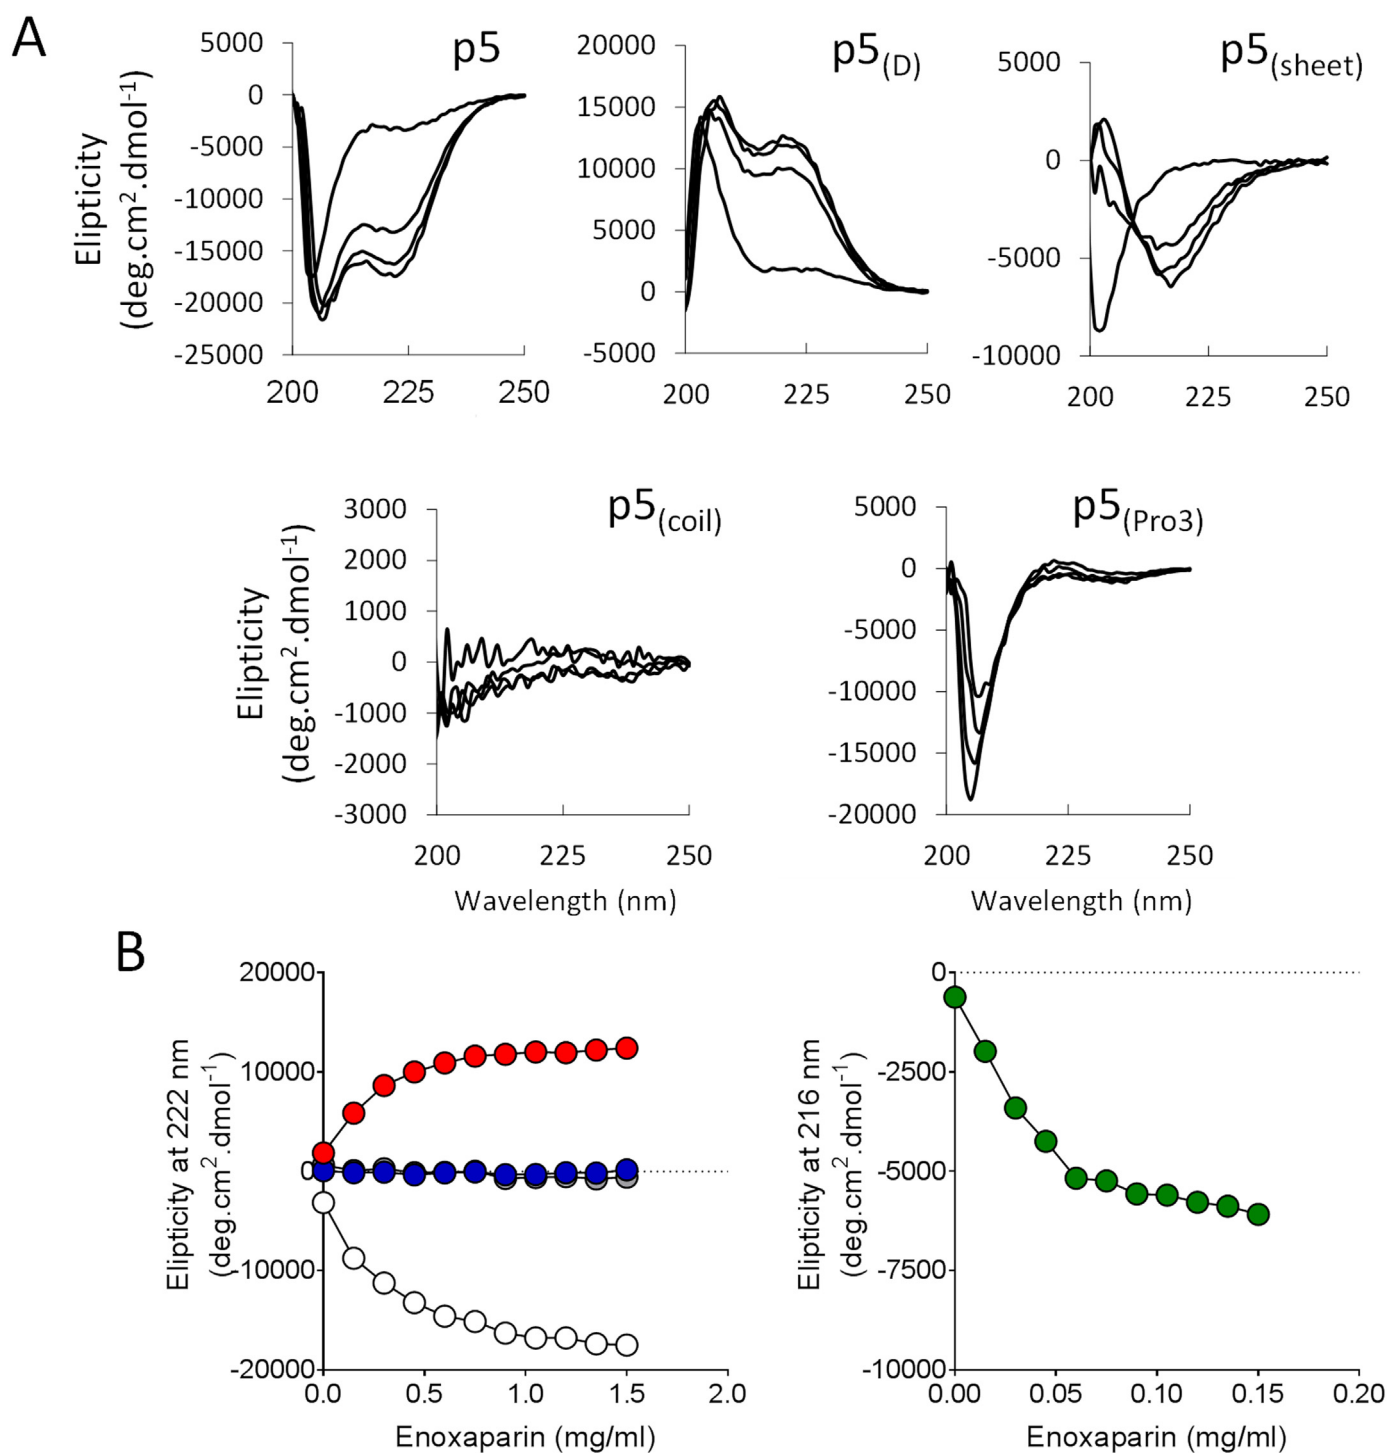 A
p5
p5(D)
p5(sheet)
Elipticity
(deg.cm2.dmol-1)
5000
0
-5000
-10000
-15000
-20000
-25000
200 225 250
20000
15000
10000
5000
0
-5000
200 225 250
5000
0
-5000
-10000
200 225 250
p5(coil)
p5(Pro3)
Elipticity
(deg.cm2.dmol-1)
3000
2000
1000
0
-1000
-2000
-3000
200 225 250
Wavelength (nm)
5000
0
-5000
-10000
-15000
-20000
200 225 250
Wavelength (nm)
B
Elipticity at 222 nm
(deg.cm2.dmol-1)
20000
10000
0
-10000
-20000
0.0 0.5 1.0 1.5 2.0
Enoxaparin (mg/ml)
Elipticity at 216 nm
(deg.cm2.dmol-1)
0
-2500
-5000
-7500
-10000
0.00 0.05 0.10 0.15 0.20
Enoxaparin (mg/ml)